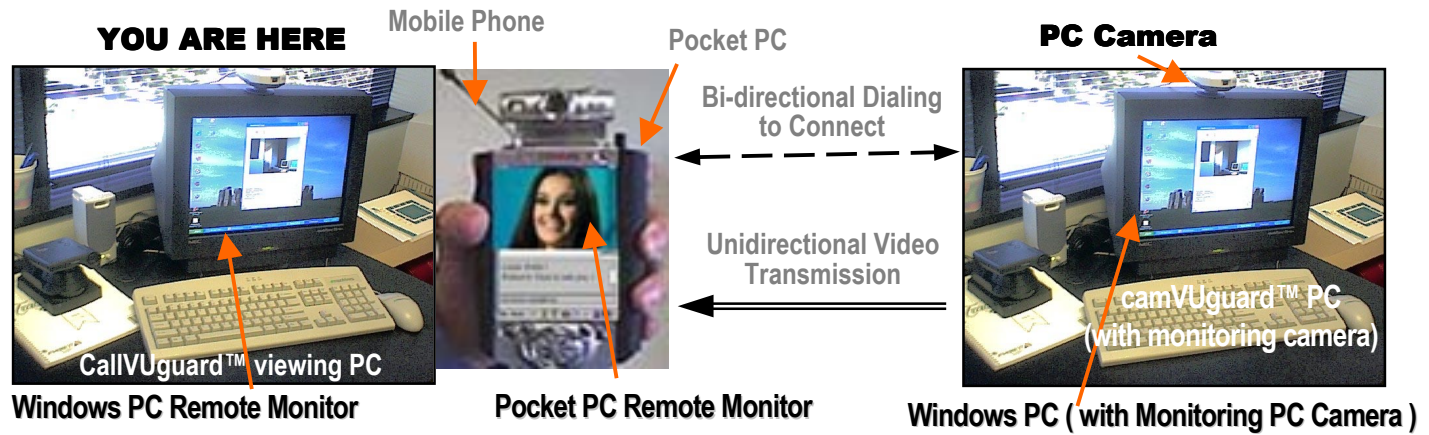 YOU ARE HERE
Mobile Phone
Pocket PC
PC Camera
Bi-directional Dialing
to Connect
Unidirectional Video
Transmission
CallVUguard™ viewing PC
camVUguard™ PC
(with monitoring camera)
Windows PC Remote Monitor
Pocket PC Remote Monitor
Windows PC ( with Monitoring PC Camera )